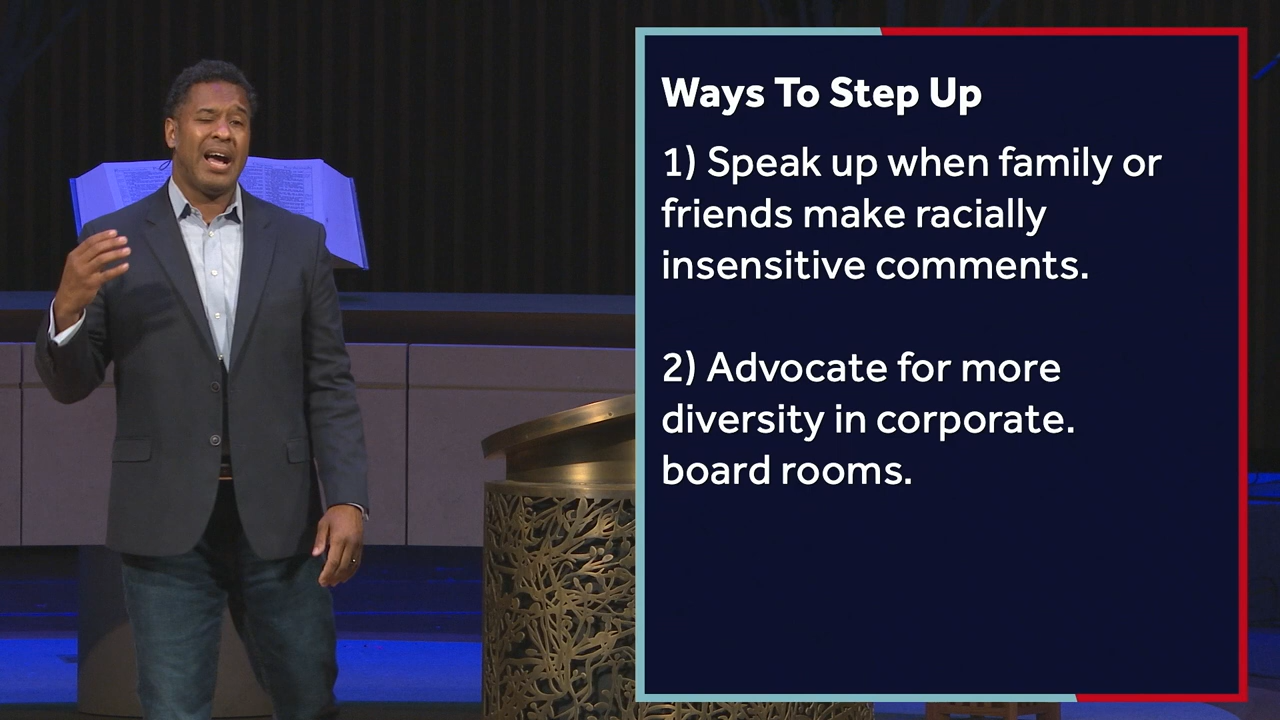 Ways To Step Up
1) Speak up when family or
friends make racially
insensitive comments.
2) Advocate for more
diversity in corporate.
board rooms.